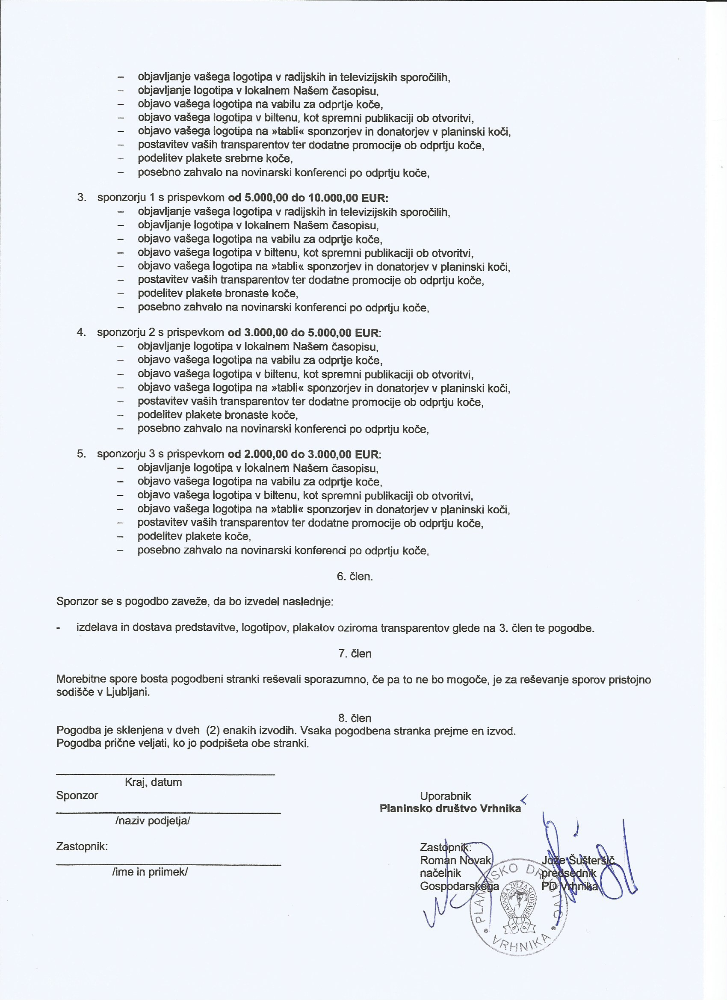 – objavljanje vašega logotipa v radijskih in televizijskih sporočilih,
– objavljanje logotipa v lokalnem Našem časopisu,
– objavo vašega logotipa na vabilu za odprtje koče,
– objavo vašega logotipa v biltenu, kot spremni publikaciji ob otvoritvi,
– objavo vašega logotipa na »tabli« sponzorjev in donatorjev v planinski koči,
– postavitev vaših transparentov ter dodatne promocije ob odprtju koče,
– podelitev plakete srebrne koče,
– posebno zahvalo na novinarski konferenci po odprtju koče,
3. sponzorju 1 s prispevkom od 5.000,00 do 10.000,00 EUR:
– objavljanje vašega logotipa v radijskih in televizijskih sporočilih,
– objavljanje logotipa v lokalnem Našem časopisu,
– objavo vašega logotipa na vabilu za odprtje koče,
– objavo vašega logotipa v biltenu, kot spremni publikaciji ob otvoritvi,
– objavo vašega logotipa na »tabli« sponzorjev in donatorjev v planinski koči,
– postavitev vaših transparentov ter dodatne promocije ob odprtju koče,
– podelitev plakete bronaste koče,
– posebno zahvalo na novinarski konferenci po odprtju koče,
4. sponzorju 2 s prispevkom od 3.000,00 do 5.000,00 EUR:
– objavljanje logotipa v lokalnem Našem časopisu,
– objavo vašega logotipa na vabilu za odprtje koče,
– objavo vašega logotipa v biltenu, kot spremni publikaciji ob otvoritvi,
– objavo vašega logotipa na »tabli« sponzorjev in donatorjev v planinski koči,
– postavitev vaših transparentov ter dodatne promocije ob odprtju koče,
– podelitev plakete bronaste koče,
– posebno zahvalo na novinarski konferenci po odprtju koče,
5. sponzorju 3 s prispevkom od 2.000,00 do 3.000,00 EUR:
– objavljanje logotipa v lokalnem Našem časopisu,
– objavo vašega logotipa na vabilu za odprtje koče,
– objavo vašega logotipa v biltenu, kot spremni publikaciji ob otvoritvi,
– objavo vašega logotipa na »tabli« sponzorjev in donatorjev v planinski koči,
– postavitev vaših transparentov ter dodatne promocije ob odprtju koče,
– podelitev plakete koče,
– posebno zahvalo na novinarski konferenci po odprtju koče,
6. člen.
Sponzor se s pogodbo zaveže, da bo izvedel naslednje:
- izdelava in dostava predstavitve, logotipov, plakatov oziroma transparentov glede na 3. člen te pogodbe.
7. člen
Morebitne spore bosta pogodbeni stranki reševali sporazumno, če pa to ne bo mogoče, je za reševanje sporov pristojno
sodišče v Ljubljani.
8. člen
Pogodba je sklenjena v dveh (2) enakih izvodih. Vsaka pogodbena stranka prejme en izvod.
Pogodba prične veljati, ko jo podpišeta obe stranki.
Kraj, datum
Sponzor
/naziv podjetja/
Zastopnik:
/ime in priimek/
Uporabnik
Planinsko društvo Vrhnika
Zastopnik:
Roman Novak
načelnik
Gospodarskega
Jože Šušteršič
predsednik
PD Vrhnika
PLANINSKO DRUŠTVO
VRHNIKA
PLANINSKA ZVEZA SLOVENIJE